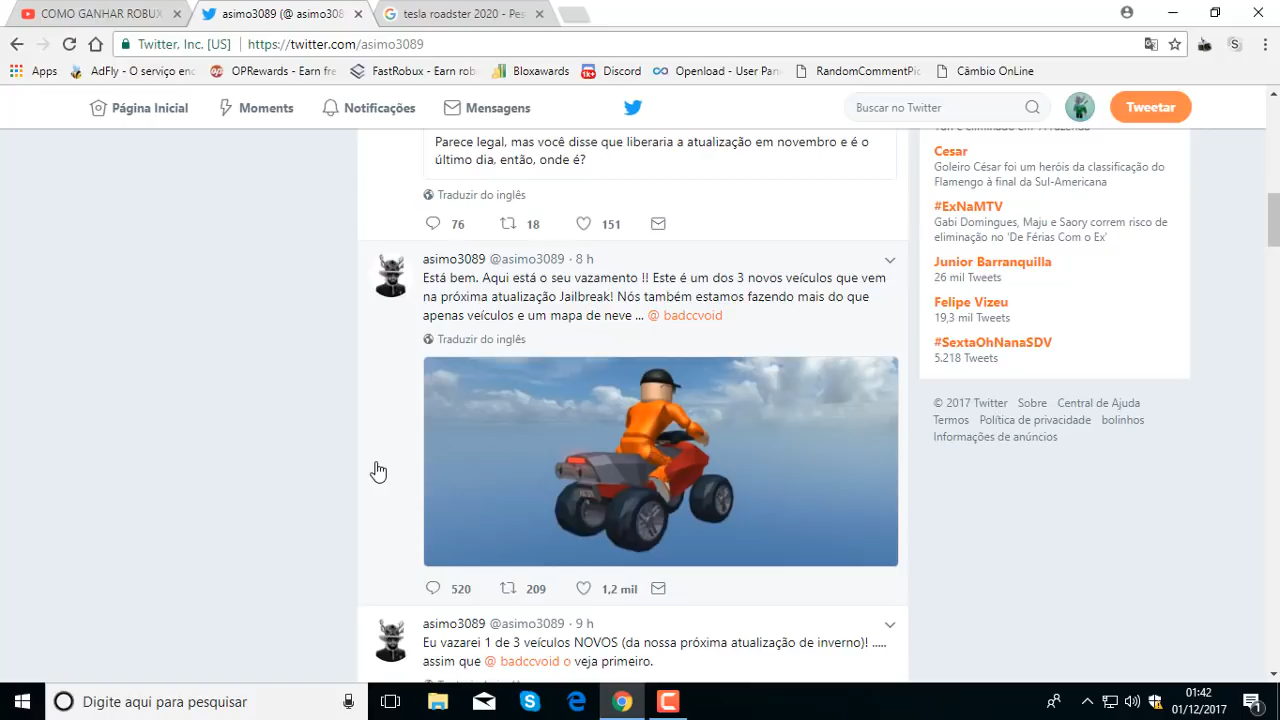 COMO GANHAR ROBUX
asimo3089 (@ asimo308
tesla roadster 2020 - Pes
Twitter, Inc. [US]
https://twitter.com/asimo3089
Apps
AdFly - O serviço enc
OPRewards - Earn fre
FastRobux - Earn rob
Bloxawards
Discord
Openload - User Pan
RandomCommentPic
Câmbio OnLine
Página Inicial
Moments
Notificações
Mensagens
Buscar no Twitter
Tweetar
Parece legal, mas você disse que liberaria a atualização em novembro e é o
último dia, então, onde é?
Traduzir do inglês
76 18 151
asimo3089 @asimo3089 · 8 h
Está bem. Aqui está o seu vazamento !! Este é um dos 3 novos veículos que vem
na próxima atualização Jailbreak! Nós também estamos fazendo mais do que
apenas veículos e um mapa de neve ... @ badccvoid
Traduzir do inglês
520 209 1,2 mil
asimo3089 @asimo3089 · 9 h
Eu vazarei 1 de 3 veículos NOVOS (da nossa próxima atualização de inverno)! .....
assim que @ badccvoid o veja primeiro.
Cesar
Goleiro César foi um heróis da classificação do
Flamengo à final da Sul-Americana
#ExNaMTV
Gabi Domingues, Maju e Saory correm risco de
eliminação no 'De Férias Com o Ex'
Junior Barranquilla
26 mil Tweets
Felipe Vizeu
19,3 mil Tweets
#SextaOhNanaSDV
5.218 Tweets
© 2017 Twitter Sobre Central de Ajuda
Termos Política de privacidade bolinhos
Informações de anúncios
Digite aqui para pesquisar
01:42
01/12/2017